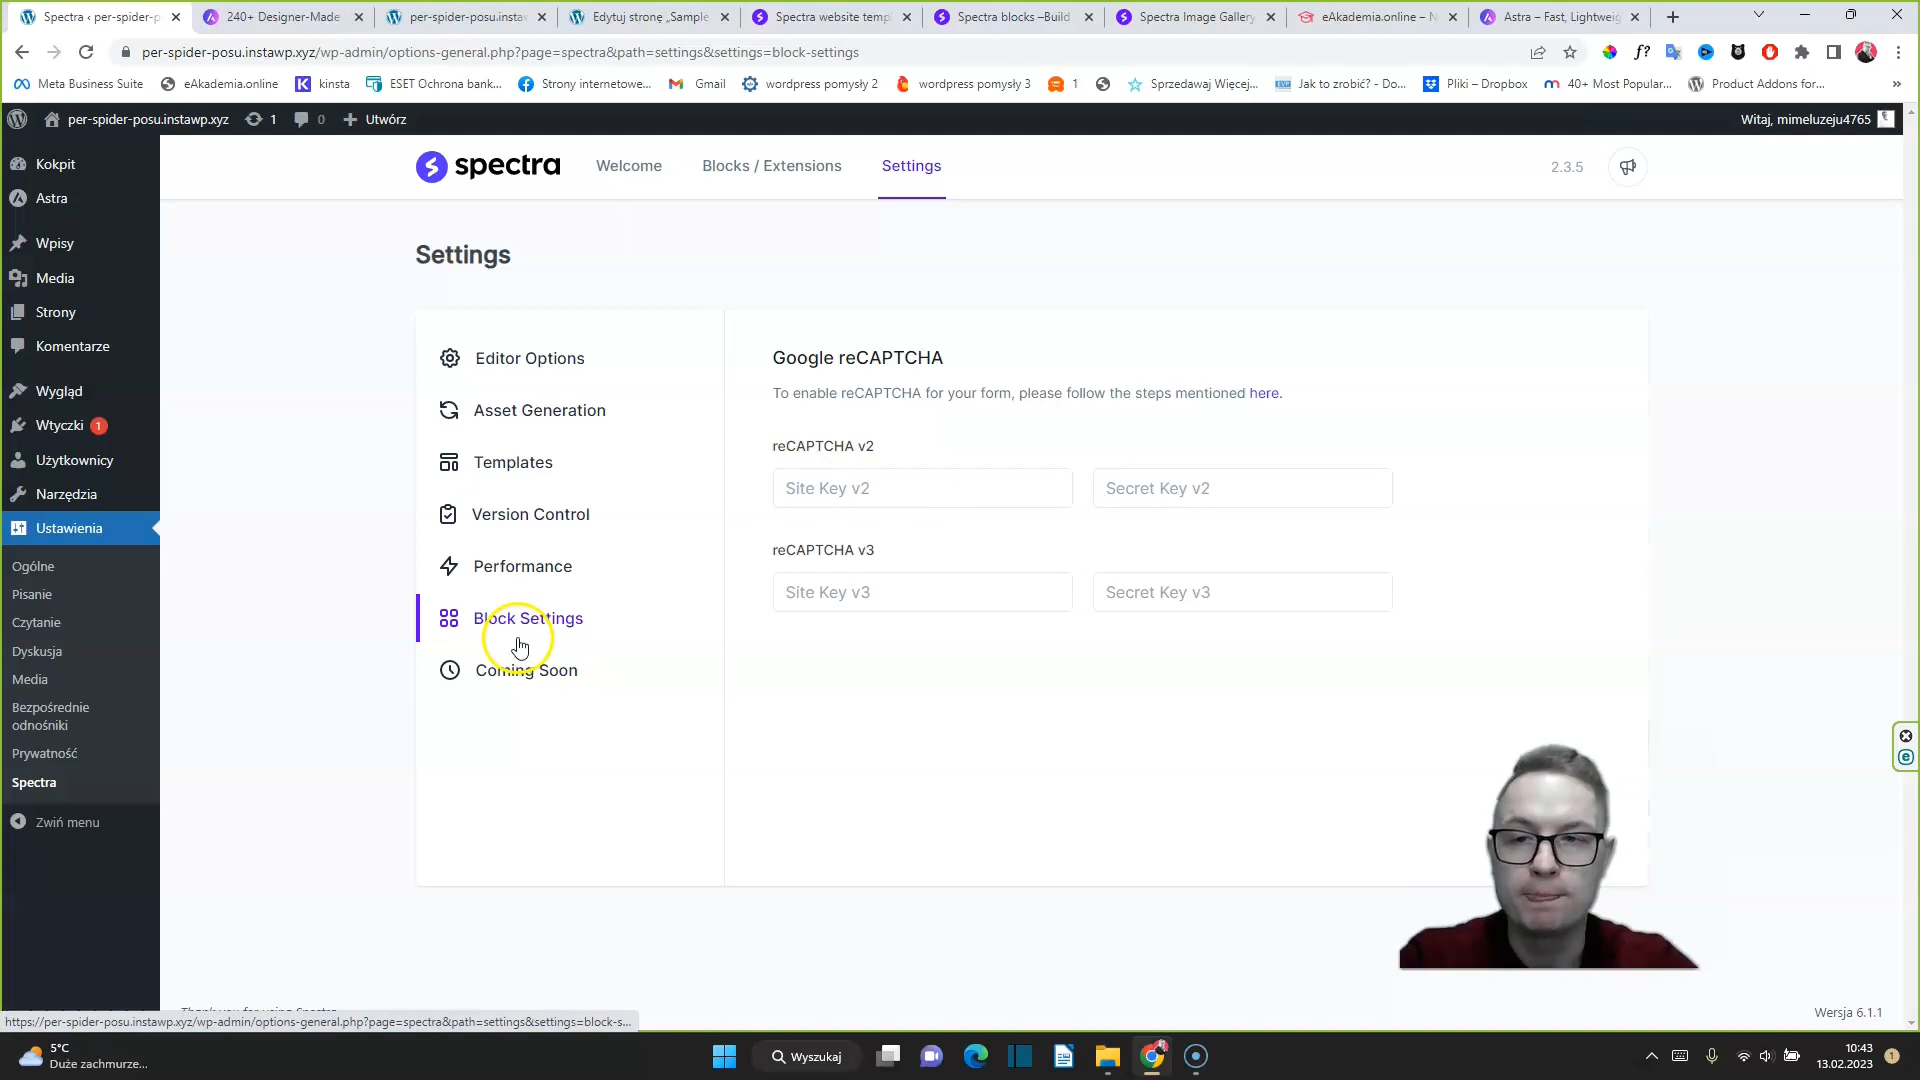 Spectra ‹ per-spider-p
240+ Designer-Made
per-spider-posu.instaw
Edytuj stronę „Sample
Spectra website templ
Spectra blocks –Build
Spectra Image Gallery
eAkademia.online – N
Astra – Fast, Lightweig
per-spider-posu.instawp.xyz/wp-admin/options-general.php?page=spectra&path=settings&settings=block-settings
f?
Meta Business Suite
eAkademia.online
kinsta
ESET Ochrona bank...
Strony internetowe...
Gmail
wordpress pomysły 2
wordpress pomysły 3
1
Sprzedawaj Więcej,...
Jak to zrobić? - Do...
Pliki – Dropbox
40+ Most Popular...
Product Addons for...
»
per-spider-posu.instawp.xyz
1
0
Utwórz
Witaj, mimeluzeju4765
Kokpit
Astra
Wpisy
Media
Strony
Komentarze
Wygląd
Wtyczki 1
Użytkownicy
Narzędzia
Ustawienia
Ogólne
Pisanie
Czytanie
Dyskusja
Media
Bezpośrednie
odnośniki
Prywatność
Spectra
Zwiń menu
spectra
Welcome
Blocks / Extensions
Settings
2.3.5
Settings
Editor Options
Asset Generation
Templates
Version Control
Performance
Block Settings
Coming Soon
Google reCAPTCHA
To enable reCAPTCHA for your form, please follow the steps mentioned here.
reCAPTCHA v2
Site Key v2
Secret Key v2
reCAPTCHA v3
Site Key v3
Secret Key v3
Wersja 6.1.1
https://per-spider-posu.instawp.xyz/wp-admin/options-general.php?page=spectra&path=settings&settings=block-s...
5°C
Duże zachmurze...
Wyszukaj
10:43
13.02.2023
1